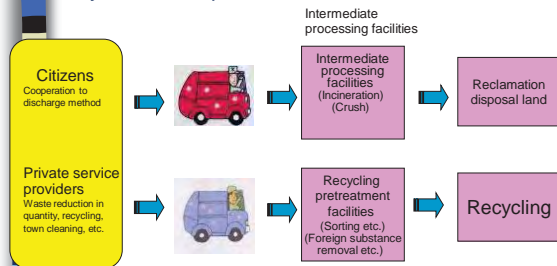 Intermediate
processing facilities
Citizens
Cooperation to
discharge method
Intermediate
processing
facilities
(Incineration)
(Crush)
Reclamation
disposal land
Private service
providers
Waste reduction in
quantity, recycling,
town cleaning, etc.
Recycling
pretreatment
facilities
(Sorting etc.)
(Foreign substance
removal etc.)
Recycling